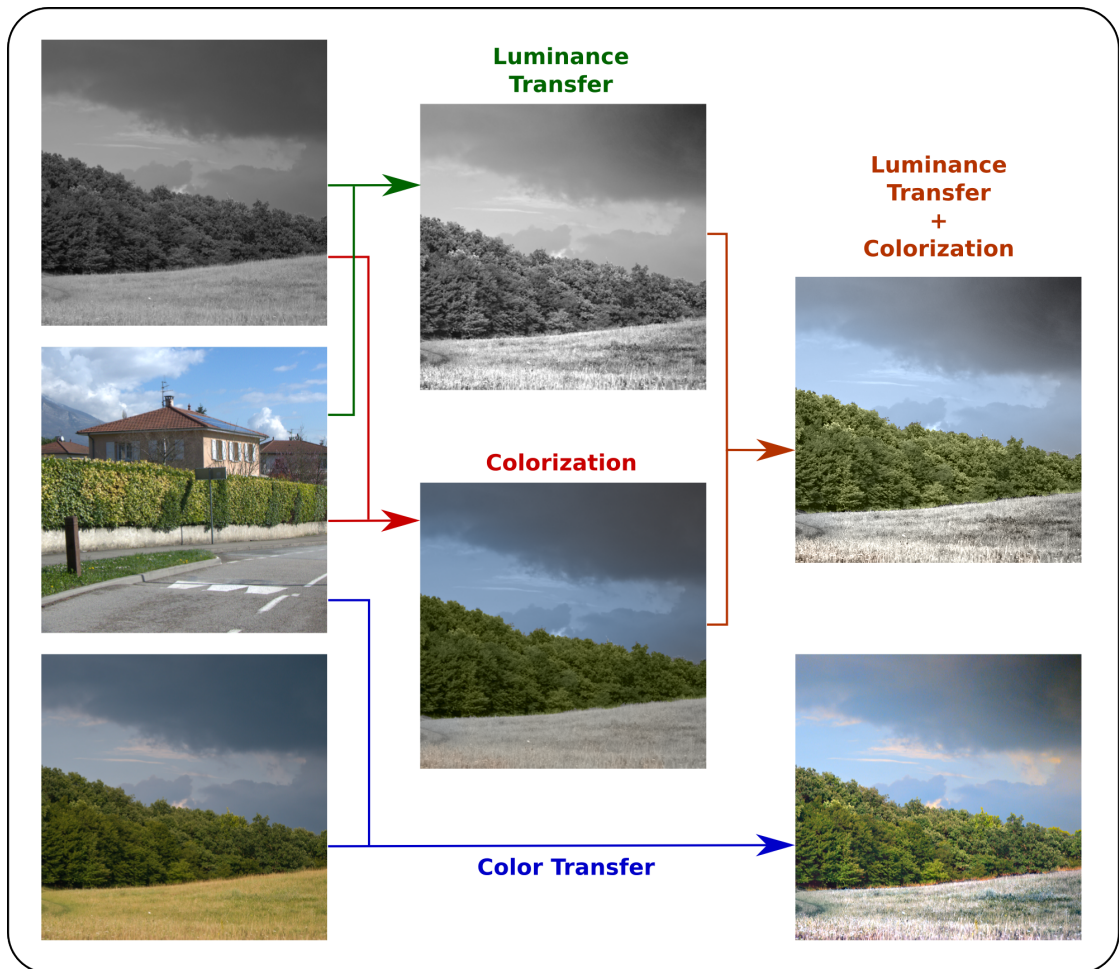 Luminance
Transfer
Luminance
Transfer
+
Colorization
Colorization
Color Transfer